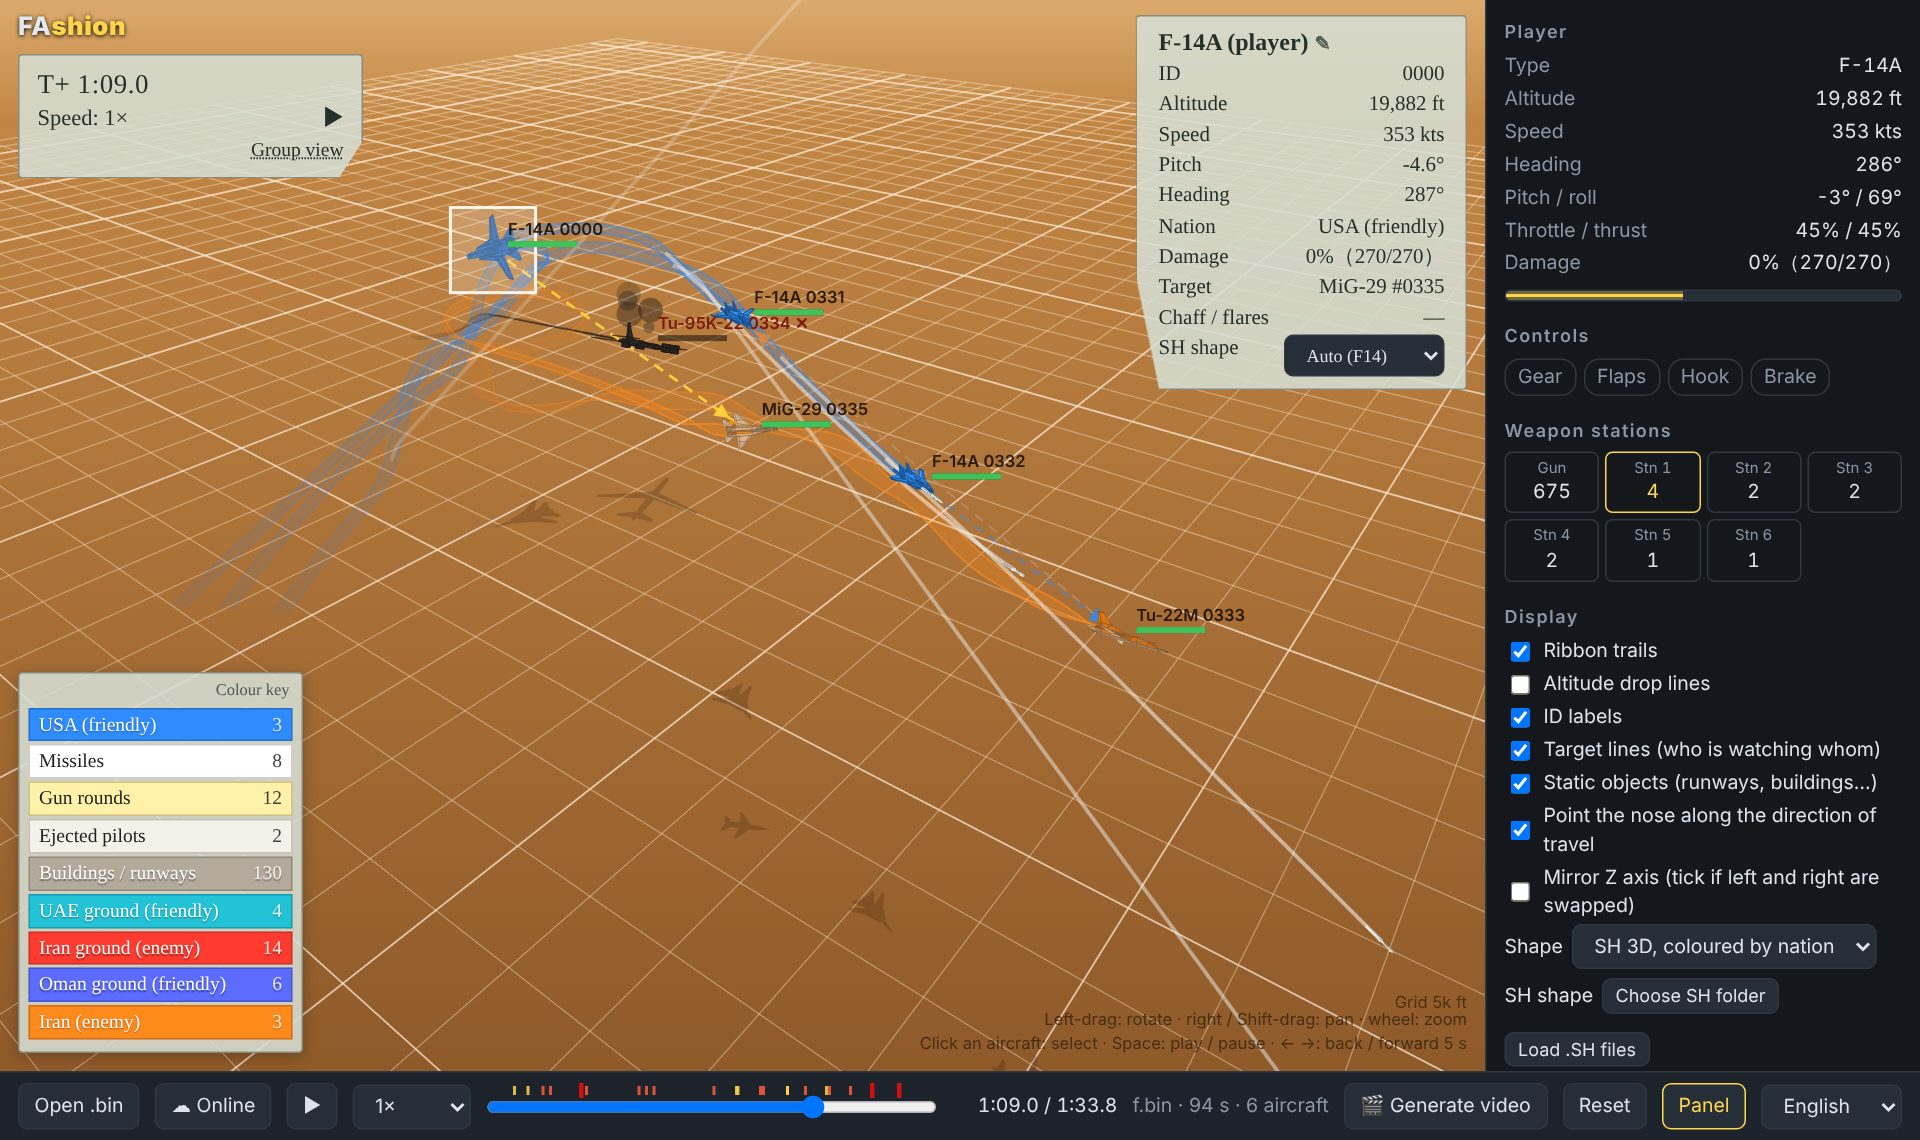 FAshion
T+ 1:09.0
Speed: 1×
▶
Group view
F-14A (player) ✎
ID 0000
Altitude 19,882 ft
Speed 353 kts
Pitch -4.6°
Heading 287°
Nation USA (friendly)
Damage 0%（270/270）
Target MiG-29 #0335
Chaff / flares —
SH shape Auto (F14)
F-14A 0000
F-14A 0331
Tu-95K-22 0334 ✕
MiG-29 0335
F-14A 0332
Tu-22M 0333
Colour key
USA (friendly) 3
Missiles 8
Gun rounds 12
Ejected pilots 2
Buildings / runways 130
UAE ground (friendly) 4
Iran ground (enemy) 14
Oman ground (friendly) 6
Iran (enemy) 3
Grid 5k ft
Left-drag: rotate · right / Shift-drag: pan · wheel: zoom
Click an aircraft: select · Space: play / pause · ← →: back / forward 5 s
Player
Type F-14A
Altitude 19,882 ft
Speed 353 kts
Heading 286°
Pitch / roll -3° / 69°
Throttle / thrust 45% / 45%
Damage 0%（270/270）
Controls
Gear Flaps Hook Brake
Weapon stations
Gun Stn 1 Stn 2 Stn 3
675 4 2 2
Stn 4 Stn 5 Stn 6
2 1 1
Display
Ribbon trails
Altitude drop lines
ID labels
Target lines (who is watching whom)
Static objects (runways, buildings...)
Point the nose along the direction of
travel
Mirror Z axis (tick if left and right are
swapped)
Shape SH 3D, coloured by nation
SH shape Choose SH folder
Load .SH files
Open .bin ☁ Online ▶ 1× 1:09.0 / 1:33.8 f.bin · 94 s · 6 aircraft 🎬 Generate video Reset Panel English